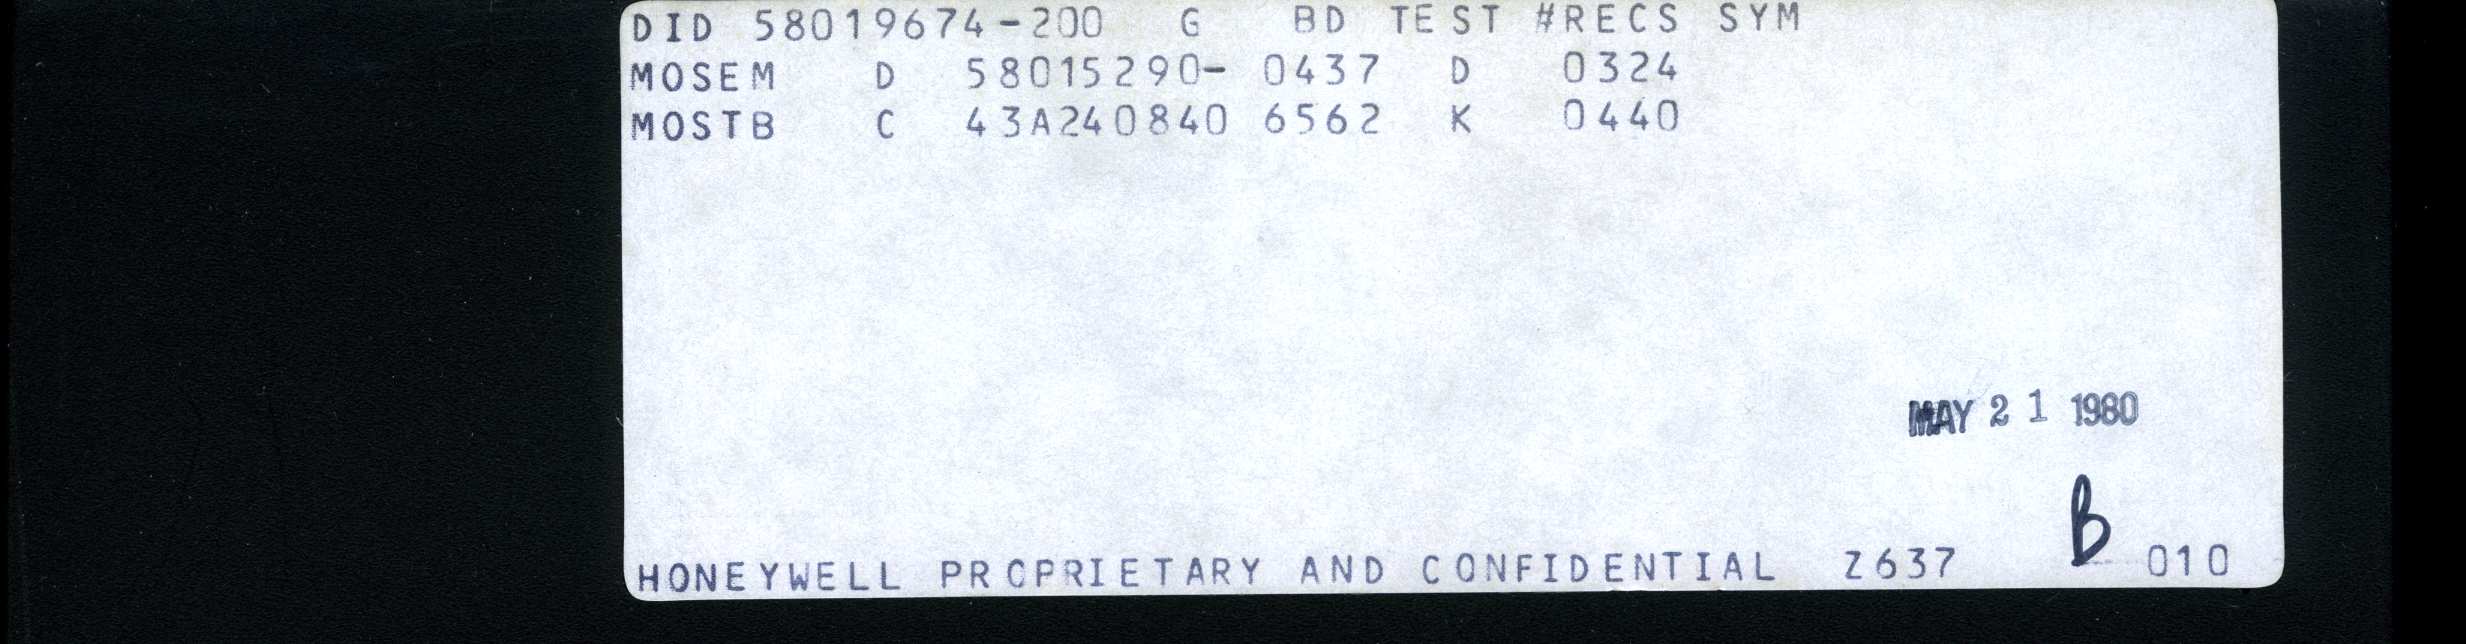 DID 58019674-200 G BD TEST #RECS SYM
MOSEM D 58015290- 0437 D 0324
MOSTB C 43A240840 6562 K 0440
MAY 21 1980
B
HONEYWELL PROPRIETARY AND CONFIDENTIAL Z637 010